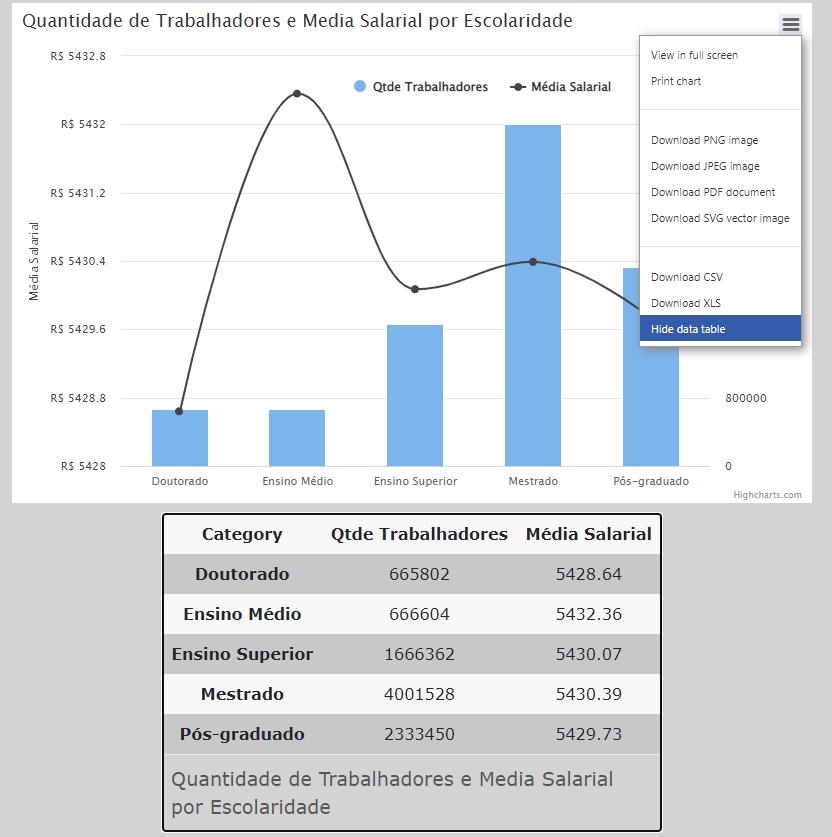 Quantidade de Trabalhadores e Media Salarial por Escolaridade
View in full screen
Print chart
Download PNG image
Download JPEG image
Download PDF document
Download SVG vector image
Download CSV
Download XLS
Hide data table
Qtde Trabalhadores Média Salarial
Média Salarial
R$ 5432.8
R$ 5432
R$ 5431.2
R$ 5430.4
R$ 5429.6
R$ 5428.8
R$ 5428
800000
0
Doutorado Ensino Médio Ensino Superior Mestrado Pós-graduado
Highcharts.com
Category Qtde Trabalhadores Média Salarial
Doutorado 665802 5428.64
Ensino Médio 666604 5432.36
Ensino Superior 1666362 5430.07
Mestrado 4001528 5430.39
Pós-graduado 2333450 5429.73
Quantidade de Trabalhadores e Media Salarial
por Escolaridade